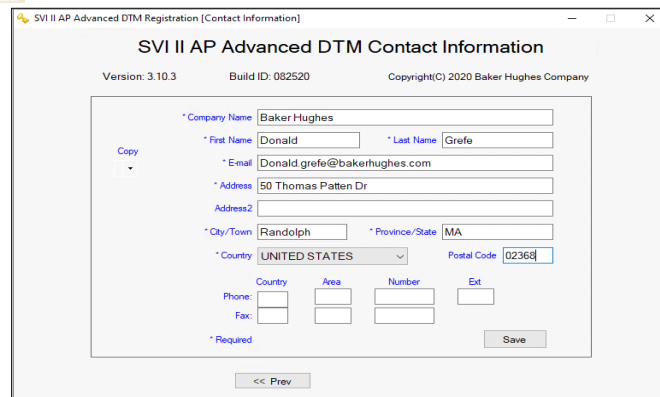 SVI II AP Advanced DTM Registration [Contact Information]
SVI II AP Advanced DTM Contact Information
Version: 3.10.3 Build ID: 082520 Copyright(C) 2020 Baker Hughes Company
* Company Name Baker Hughes
* First Name Donald * Last Name Grefe
Copy
* E-mail Donald.grefe@bakerhughes.com
* Address 50 Thomas Patten Dr
Address2
* City/Town Randolph * Province/State MA
* Country UNITED STATES Postal Code 02368
Country Area Number Ext
Phone:
Fax:
* Required Save
<< Prev